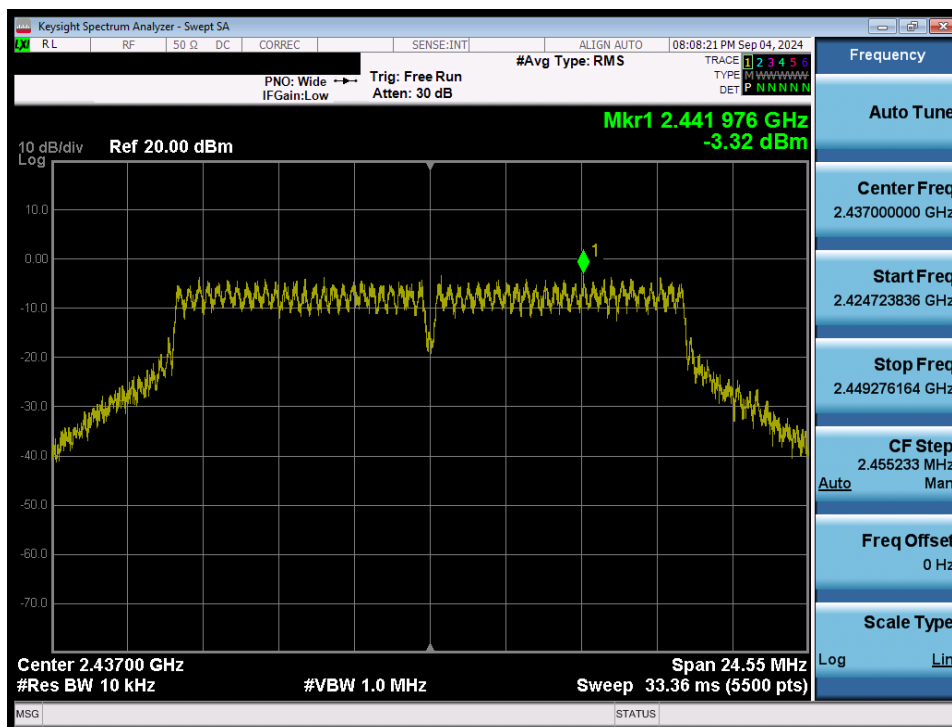 Keysight Spectrum Analyzer - Swept SA
LXI RL RF 50 Ω DC CORREC SENSE:INT ALIGN AUTO 08:08:21 PM Sep 04, 2024
#Avg Type: RMS
TRACE 1 2 3 4 5 6
PNO: Wide
Trig: Free Run
TYPE M WWWWW
IFGain:Low
Atten: 30 dB
DET P N N N N N
Mkr1 2.441 976 GHz
-3.32 dBm
10 dB/div
Ref 20.00 dBm
Log
10.0
0.00
-10.0
-20.0
-30.0
-40.0
-50.0
-60.0
-70.0
1
Center 2.43700 GHz
Span 24.55 MHz
#Res BW 10 kHz
#VBW 1.0 MHz
Sweep 33.36 ms (5500 pts)
MSG
STATUS
Frequency
Auto Tune
Center Freq
2.437000000 GHz
Start Freq
2.424723836 GHz
Stop Freq
2.449276164 GHz
CF Step
2.455233 MHz
Auto Man
Freq Offset
0 Hz
Scale Type
Log Lin